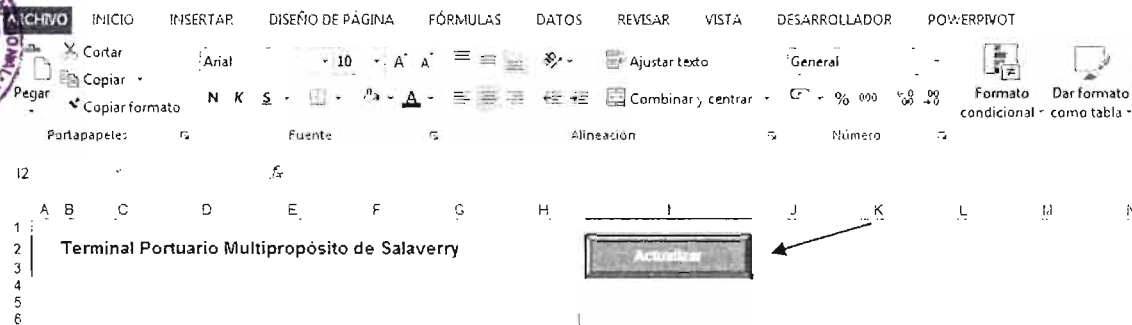 ARCHIVO INICIO INSERTAR DISEÑO DE PÁGINA FÓRMULAS DATOS REVISAR VISTA DESARROLLADOR POWERPIVOT
Cortar
Copiar
Pegar
Copiar formato
Portapapeles
Arial 10 A A
N K S A
Fuente
Ajustar texto
Combinar y centrar
Alineación
General
% 000
Número
Formato condicional
Dar formato como tabla
I2 fx
A B C D E F G H I J K L M N
1
2 Terminal Portuario Multipropósito de Salaverry Actualizar
3
4
5
6